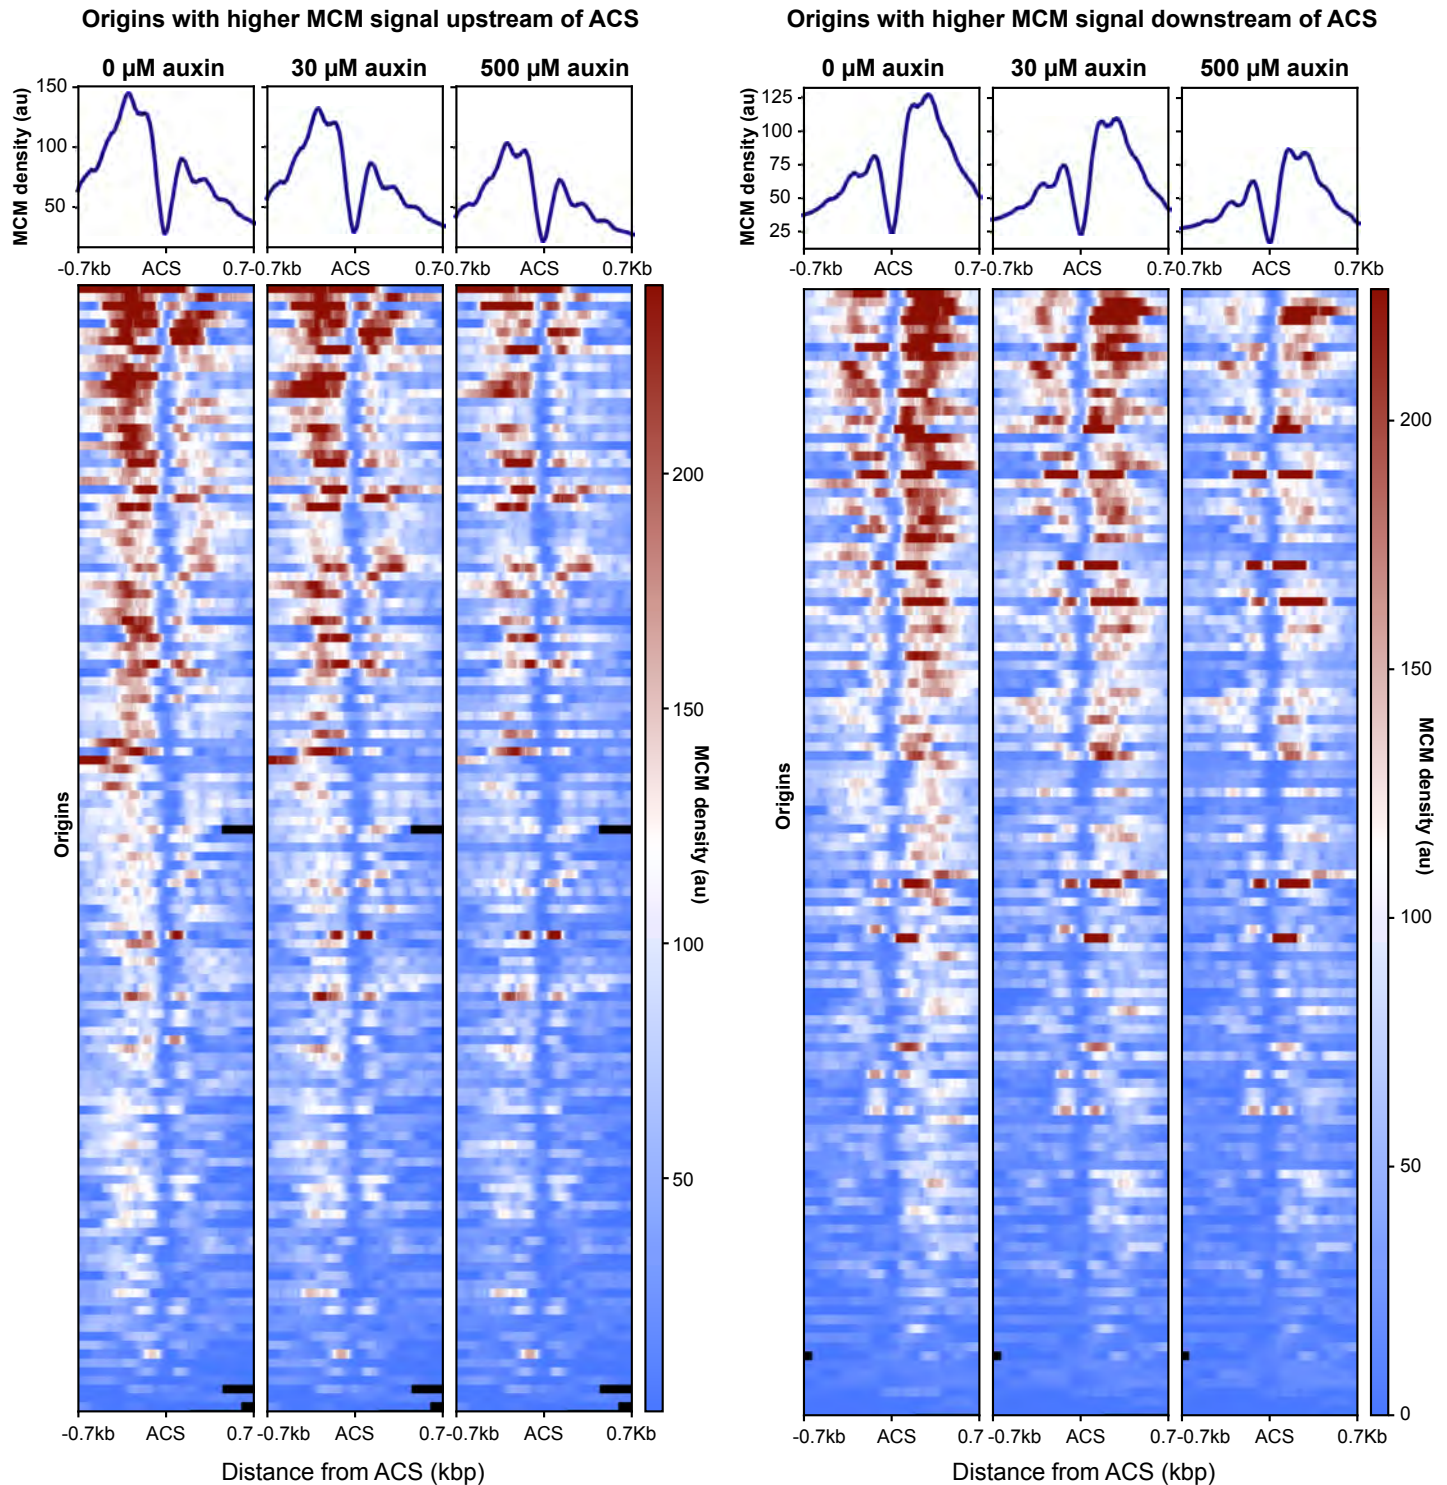 Origins with higher MCM signal upstream of ACS
0 µM auxin
30 µM auxin
500 µM auxin
MCM density (au)
150
100
50
-0.7kb
ACS
0.7
-0.7kb
ACS
0.7
-0.7kb
ACS
0.7Kb
Origins
200
150
100
50
MCM density (au)
-0.7kb
ACS
0.7
-0.7kb
ACS
0.7
-0.7kb
ACS
0.7Kb
Distance from ACS (kbp)
Origins with higher MCM signal downstream of ACS
0 µM auxin
30 µM auxin
500 µM auxin
MCM density (au)
125
100
75
50
25
-0.7kb
ACS
0.7
-0.7kb
ACS
0.7
-0.7kb
ACS
0.7Kb
Origins
200
150
100
50
0
MCM density (au)
-0.7kb
ACS
0.7
-0.7kb
ACS
0.7
-0.7kb
ACS
0.7Kb
Distance from ACS (kbp)